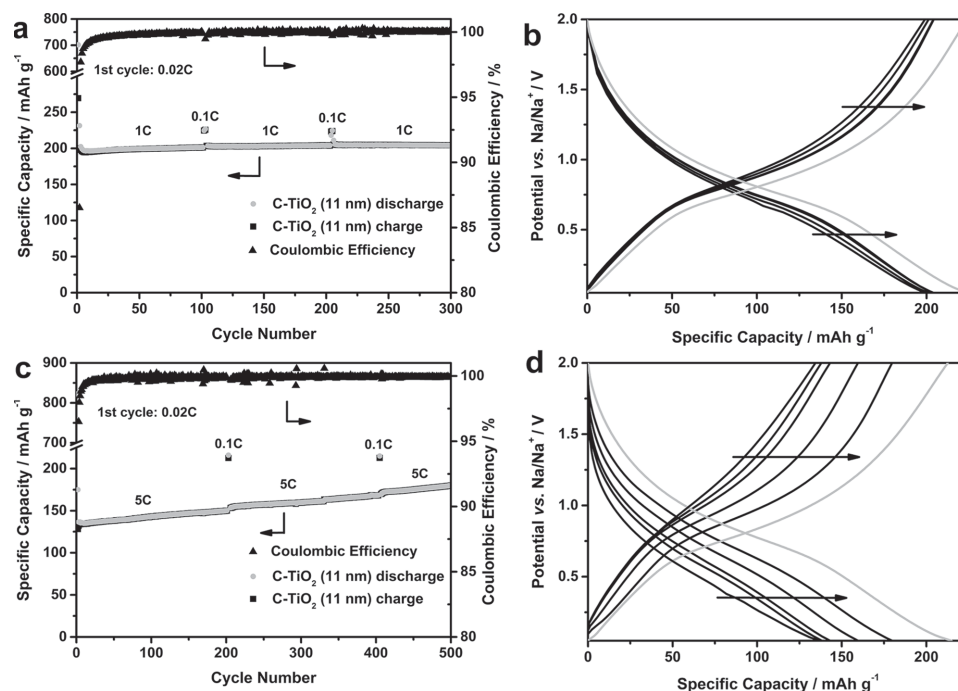 a
800
750
700
650
600
250
200
150
100
50
0
Specific Capacity / mAh g⁻¹
1st cycle: 0.02C
0.1C
0.1C
1C
1C
1C
C-TiO₂ (11 nm) discharge
C-TiO₂ (11 nm) charge
Coulombic Efficiency
100
95
90
85
80
Coulombic Efficiency / %
0 50 100 150 200 250 300
Cycle Number
b
2.0
1.5
1.0
0.5
Potential vs. Na/Na⁺ / V
0 50 100 150 200
Specific Capacity / mAh g⁻¹
c
900
850
800
750
700
200
150
100
50
0
Specific Capacity / mAh g⁻¹
1st cycle: 0.02C
0.1C
0.1C
5C
5C
5C
Coulombic Efficiency
C-TiO₂ (11 nm) discharge
C-TiO₂ (11 nm) charge
100
95
90
85
80
Coulombic Efficiency / %
0 100 200 300 400 500
Cycle Number
d
2.0
1.5
1.0
0.5
Potential vs. Na/Na⁺ / V
0 50 100 150 200
Specific Capacity / mAh g⁻¹